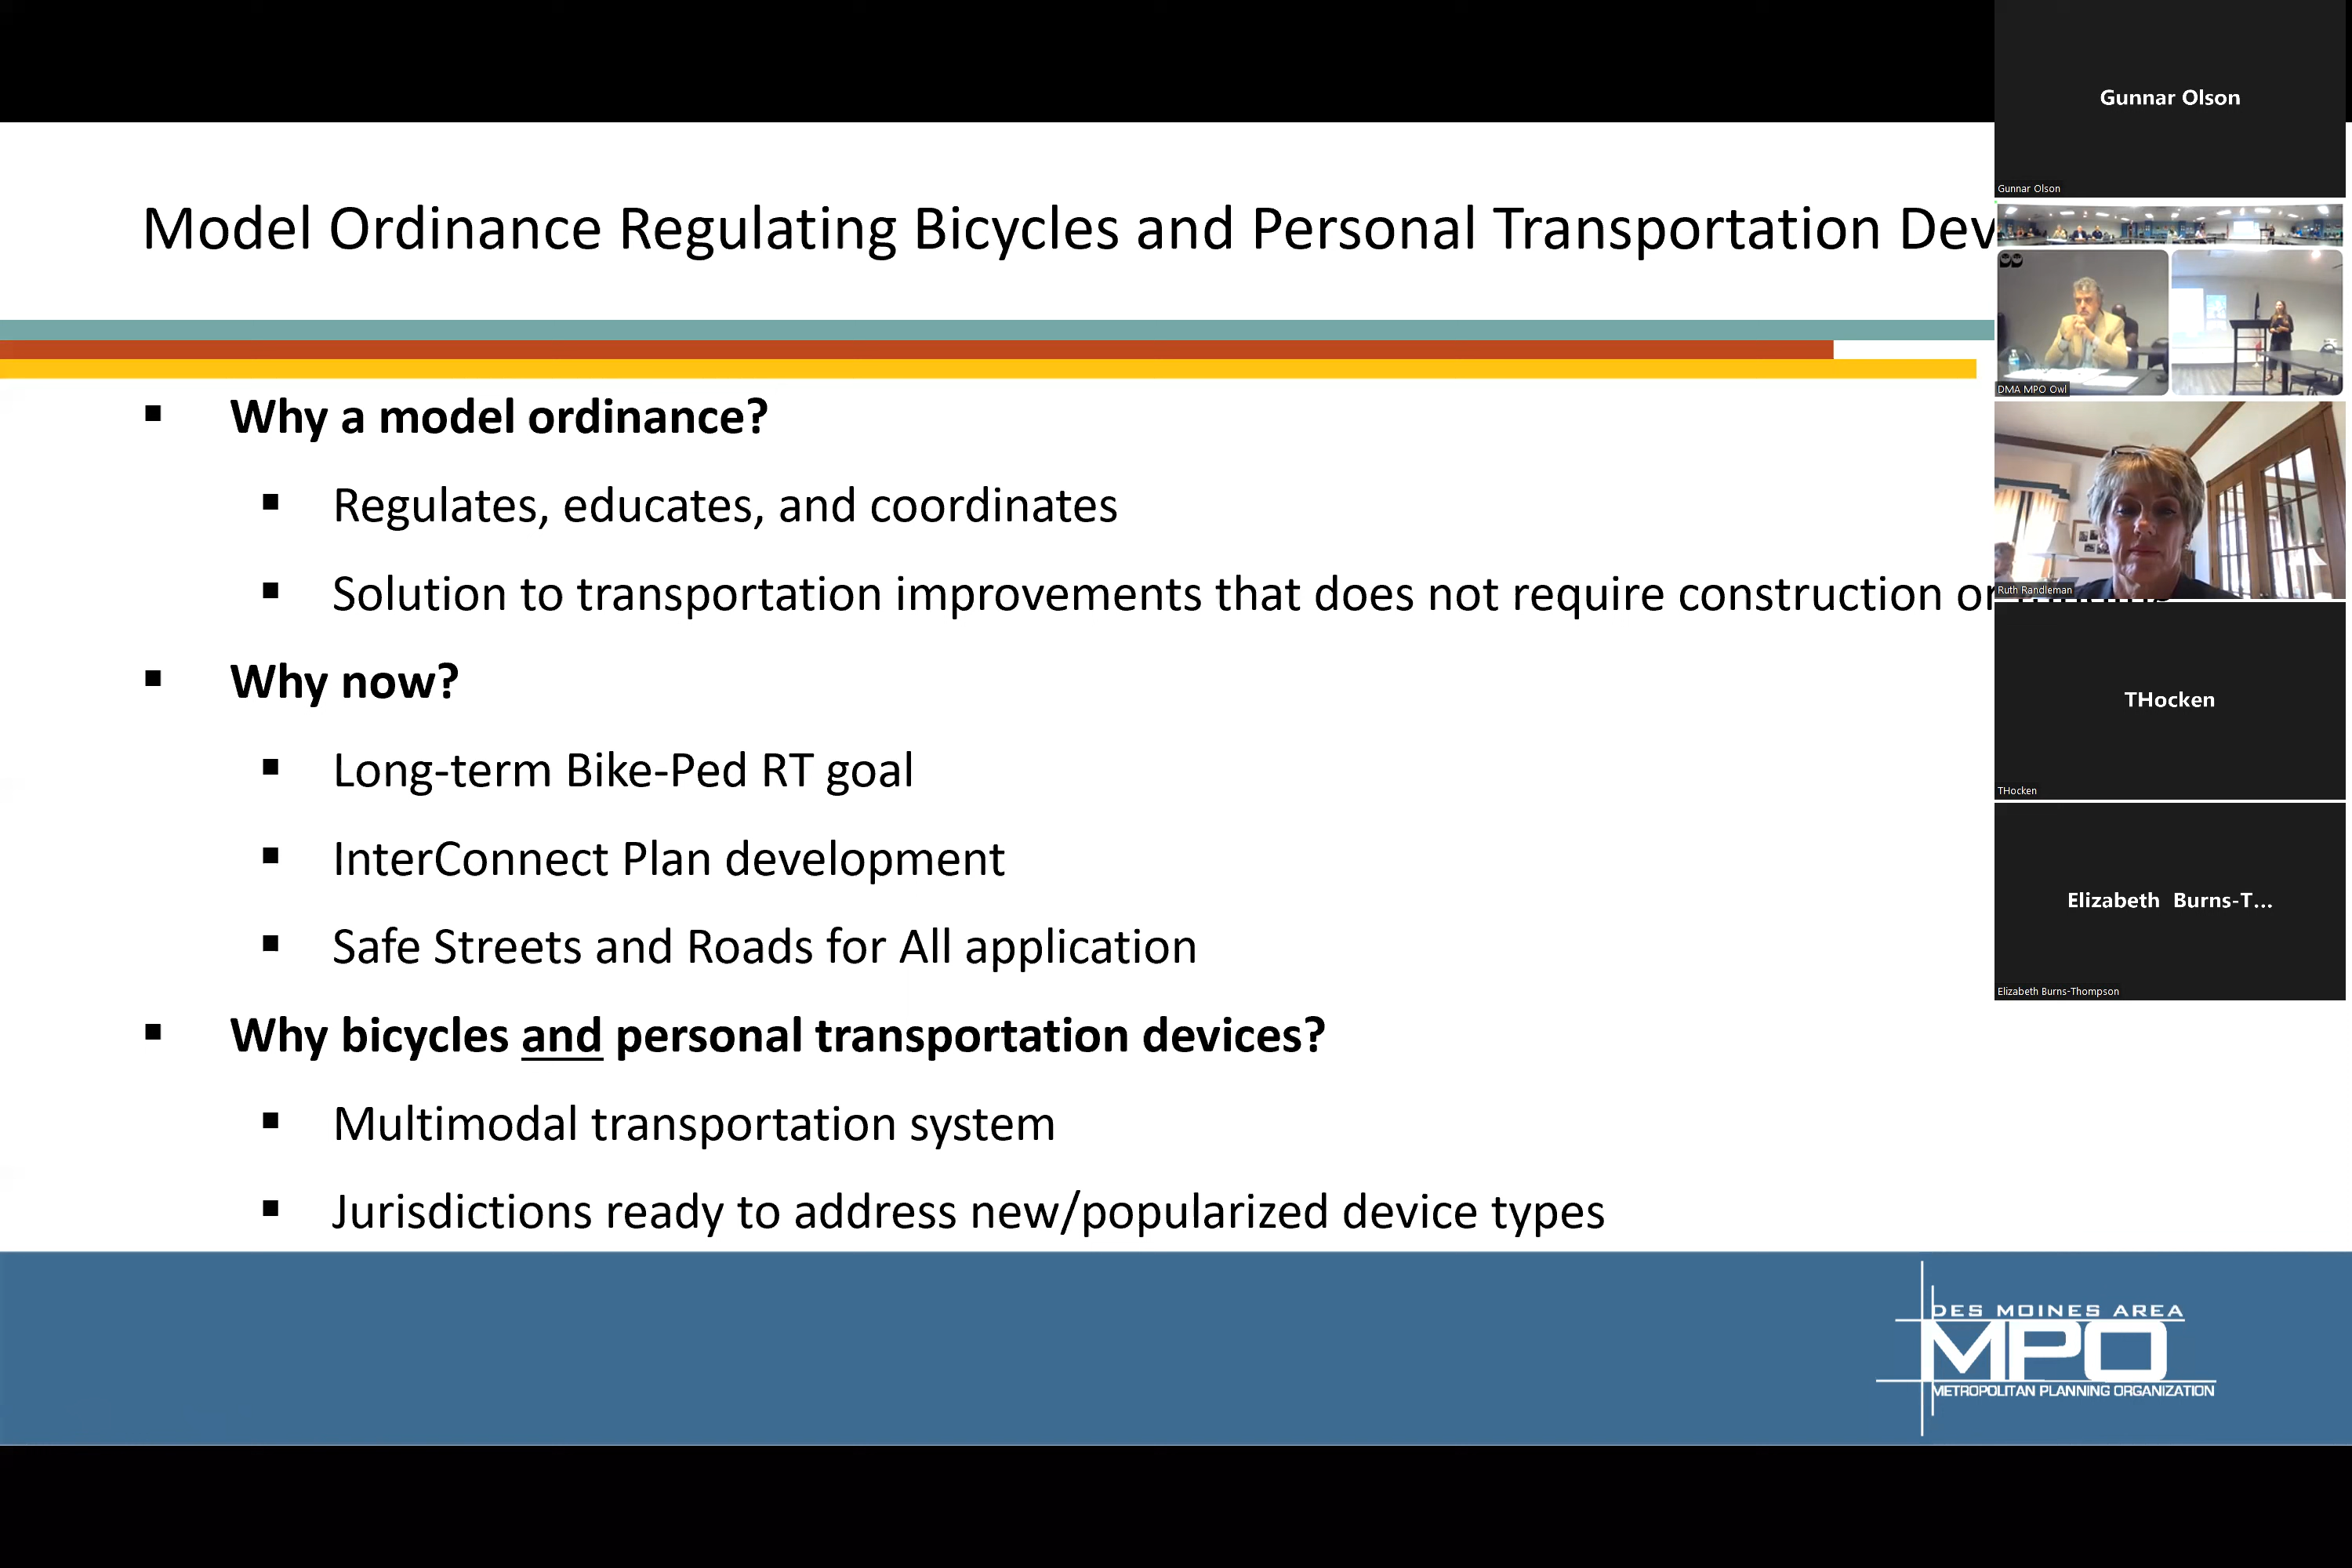 Model Ordinance Regulating Bicycles and Personal Transportation Dev
Why a model ordinance?
Regulates, educates, and coordinates
Solution to transportation improvements that does not require construction or
Why now?
Long-term Bike-Ped RT goal
InterConnect Plan development
Safe Streets and Roads for All application
Why bicycles and personal transportation devices?
Multimodal transportation system
Jurisdictions ready to address new/popularized device types
DES MOINES AREA
MPO
METROPOLITAN PLANNING ORGANIZATION
Gunnar Olson
Gunnar Olson
DMA MPO Owl
Ruth Randleman
THocken
THocken
Elizabeth Burns-T...
Elizabeth Burns-Thompson